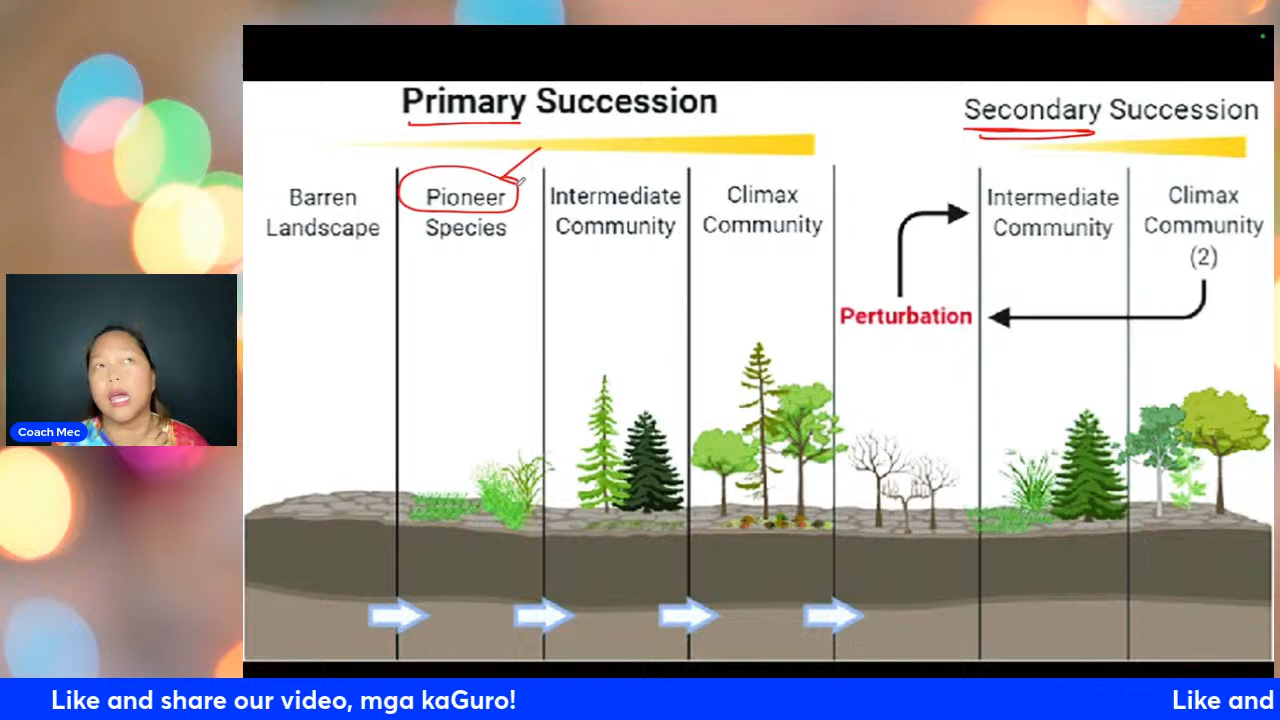 Primary Succession
Secondary Succession
Barren
Landscape
Pioneer
Species
Intermediate
Community
Climax
Community
Intermediate
Community
Climax
Community
(2)
Perturbation
Coach Mec
Like and share our video, mga kaGuro!
Like and